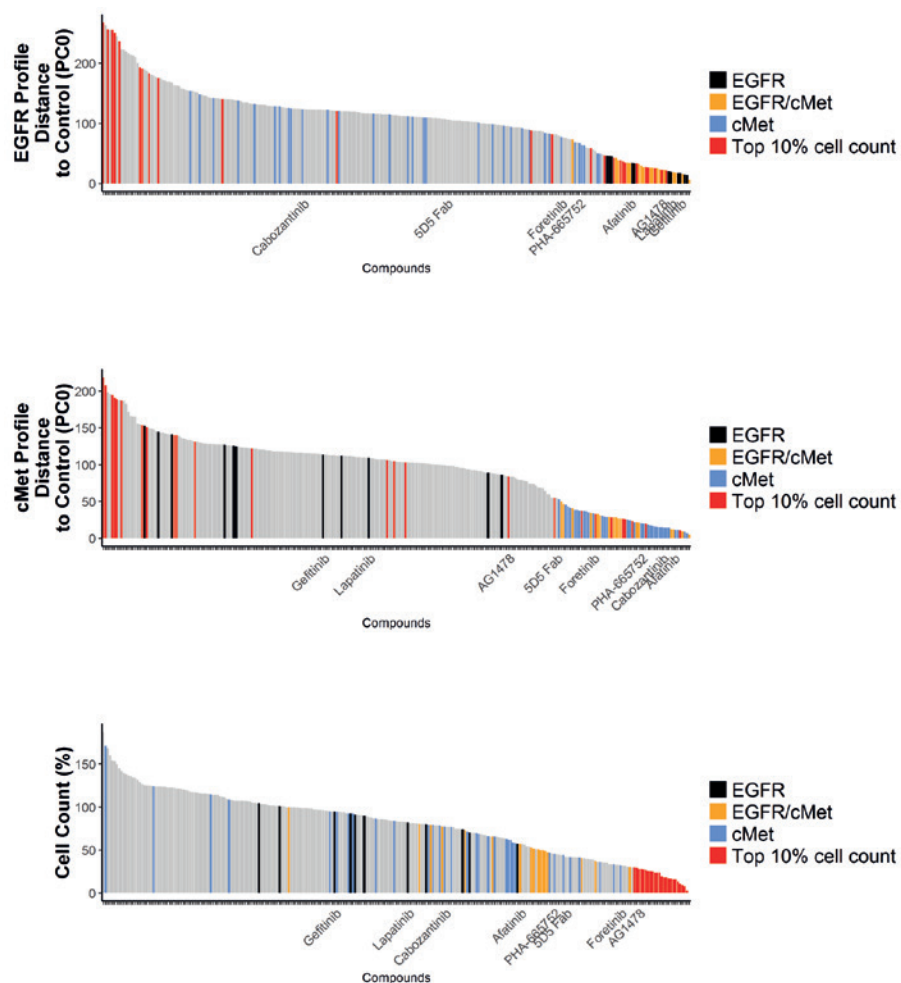 EGFR Profile
Distance
to Control (PC0)
200
100
0
Cabozantinib
5D5 Fab
Foretinib
PHA-665752
Afatinib
AG1478
Lapatinib
Gefitinib
Compounds
EGFR
EGFR/cMet
cMet
Top 10% cell count
cMet Profile
Distance
to Control (PC0)
200
150
100
50
0
Gefitinib
Lapatinib
AG1478
5D5 Fab
Foretinib
PHA-665752
Cabozantinib
Afatinib
Compounds
EGFR
EGFR/cMet
cMet
Top 10% cell count
Cell Count (%)
150
100
50
0
Gefitinib
Lapatinib
Cabozantinib
Afatinib
PHA-665752
5D5 Fab
Foretinib
AG1478
Compounds
EGFR
EGFR/cMet
cMet
Top 10% cell count